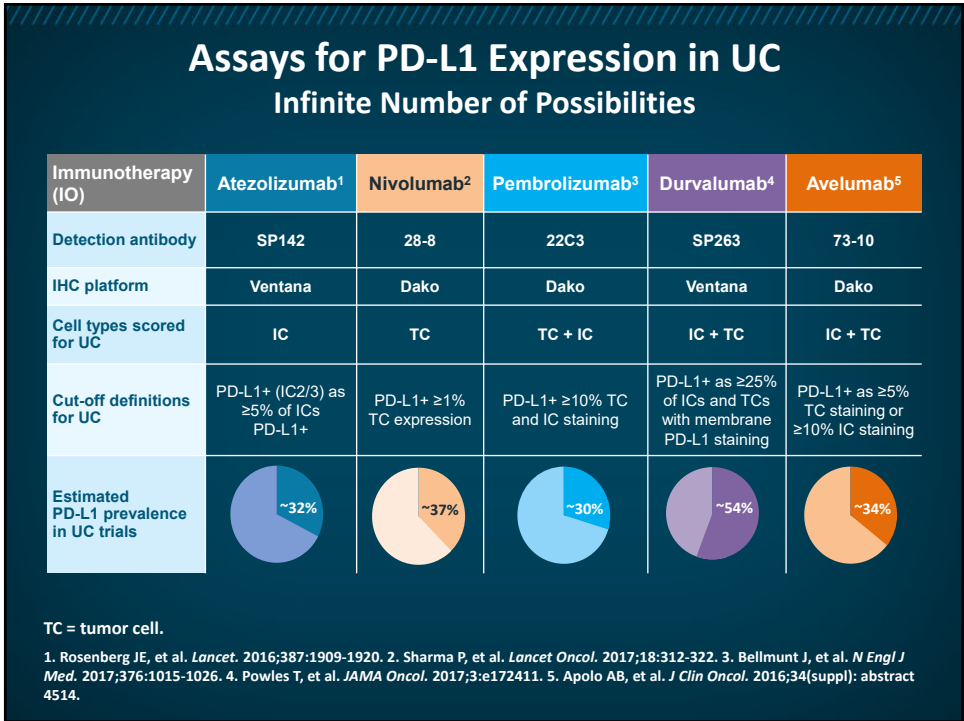 Assays for PD-L1 Expression in UC
Infinite Number of Possibilities
Immunotherapy (IO) Atezolizumab1 Nivolumab2 Pembrolizumab3 Durvalumab4 Avelumab5
Detection antibody SP142 28-8 22C3 SP263 73-10
IHC platform Ventana Dako Dako Ventana Dako
Cell types scored for UC IC TC TC + IC IC + TC IC + TC
Cut-off definitions for UC PD-L1+ (IC2/3) as ≥5% of ICs PD-L1+ PD-L1+ ≥1% TC expression PD-L1+ ≥10% TC and IC staining PD-L1+ as ≥25% of ICs and TCs with membrane PD-L1 staining PD-L1+ as ≥5% TC staining or ≥10% IC staining
Estimated PD-L1 prevalence in UC trials ~32% ~37% ~30% ~54% ~34%
TC = tumor cell.
1. Rosenberg JE, et al. Lancet. 2016;387:1909-1920. 2. Sharma P, et al. Lancet Oncol. 2017;18:312-322. 3. Bellmunt J, et al. N Engl J
Med. 2017;376:1015-1026. 4. Powles T, et al. JAMA Oncol. 2017;3:e172411. 5. Apolo AB, et al. J Clin Oncol. 2016;34(suppl): abstract
4514.